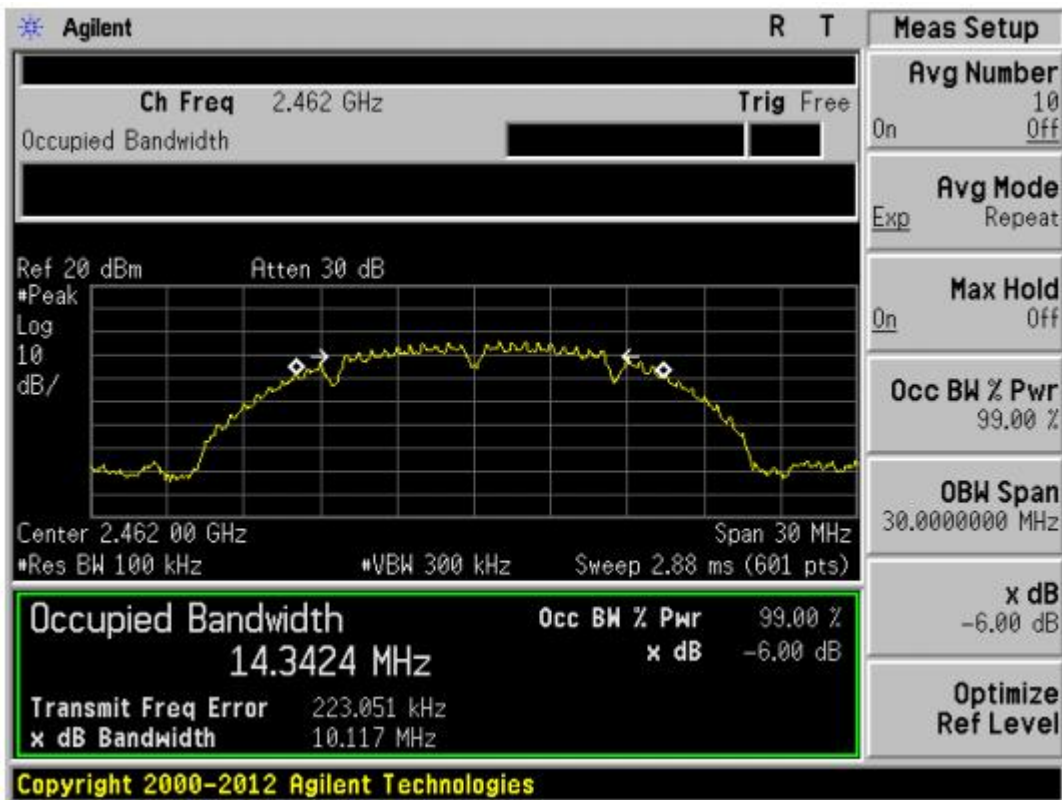 Agilent R T Meas Setup
Ch Freq 2.462 GHz Trig Free
Occupied Bandwidth
Avg Number
10
On Off
Avg Mode
Exp Repeat
Max Hold
On Off
Occ BW % Pwr
99.00 %
OBW Span
30.0000000 MHz
x dB
-6.00 dB
Optimize
Ref Level
Ref 20 dBm Atten 30 dB
#Peak
Log
10
dB/
Center 2.462 00 GHz Span 30 MHz
#Res BW 100 kHz #VBW 300 kHz Sweep 2.88 ms (601 pts)
Occupied Bandwidth Occ BW % Pwr 99.00 %
14.3424 MHz x dB -6.00 dB
Transmit Freq Error 223.051 kHz
x dB Bandwidth 10.117 MHz
Copyright 2000-2012 Agilent Technologies